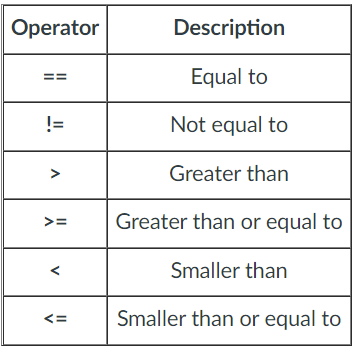 Operator Description
== Equal to
!= Not equal to
> Greater than
>= Greater than or equal to
< Smaller than
<= Smaller than or equal to